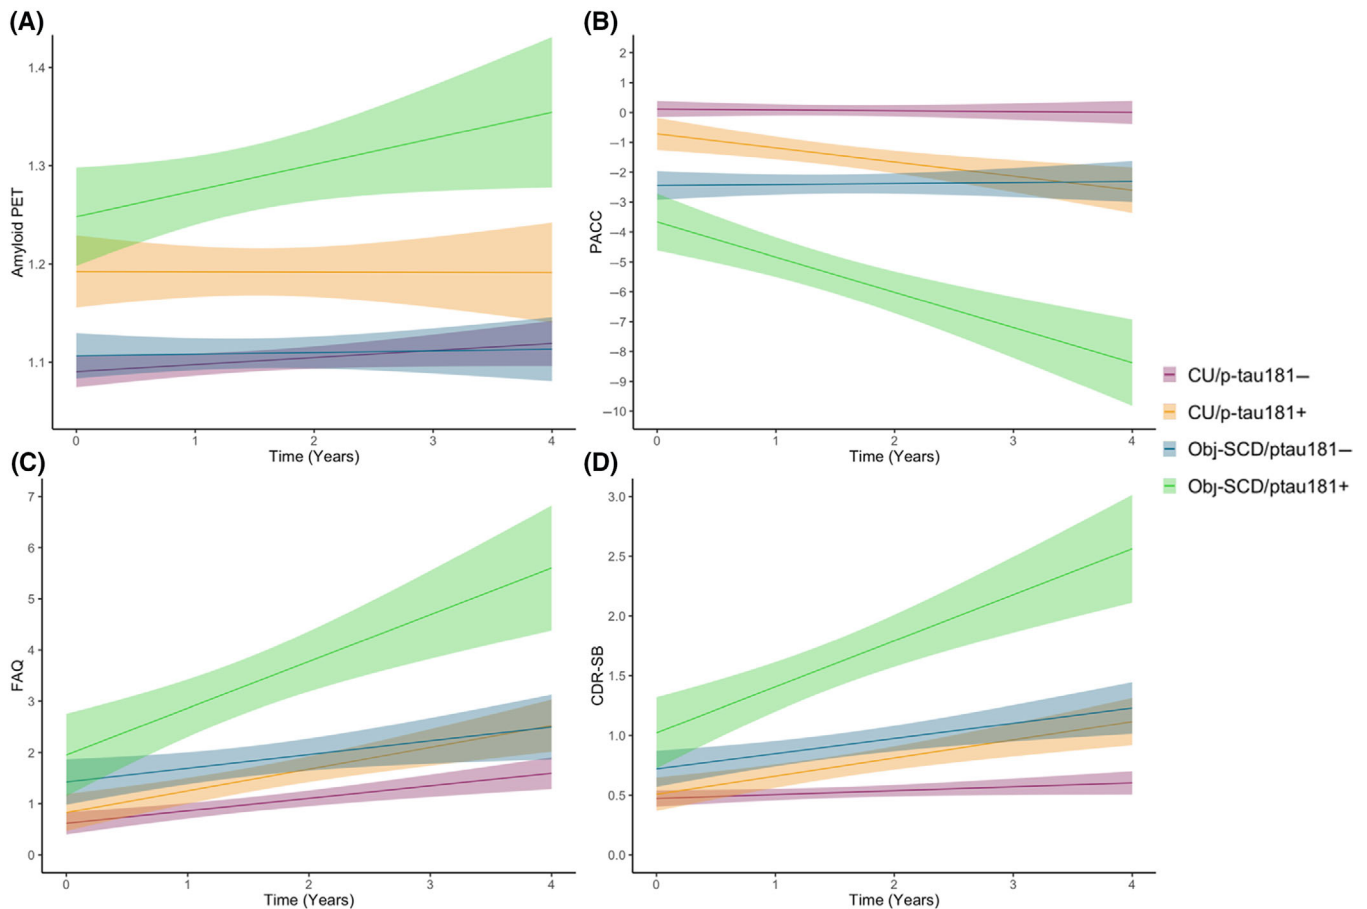 (A)
Amyloid PET
1.4
1.3
1.2
1.1
0 1 2 3 4
Time (Years)
(B)
PACC
2
1
0
−1
−2
−3
−4
−5
−6
−7
−8
−9
−10
0 1 2 3 4
Time (Years)
CU/p-tau181−
CU/p-tau181+
Obj-SCD/ptau181−
Obj-SCD/ptau181+
(C)
FAQ
7
6
5
4
3
2
1
0
0 1 2 3 4
Time (Years)
(D)
CDR-SB
3.0
2.5
2.0
1.5
1.0
0.5
0.0
0 1 2 3 4
Time (Years)